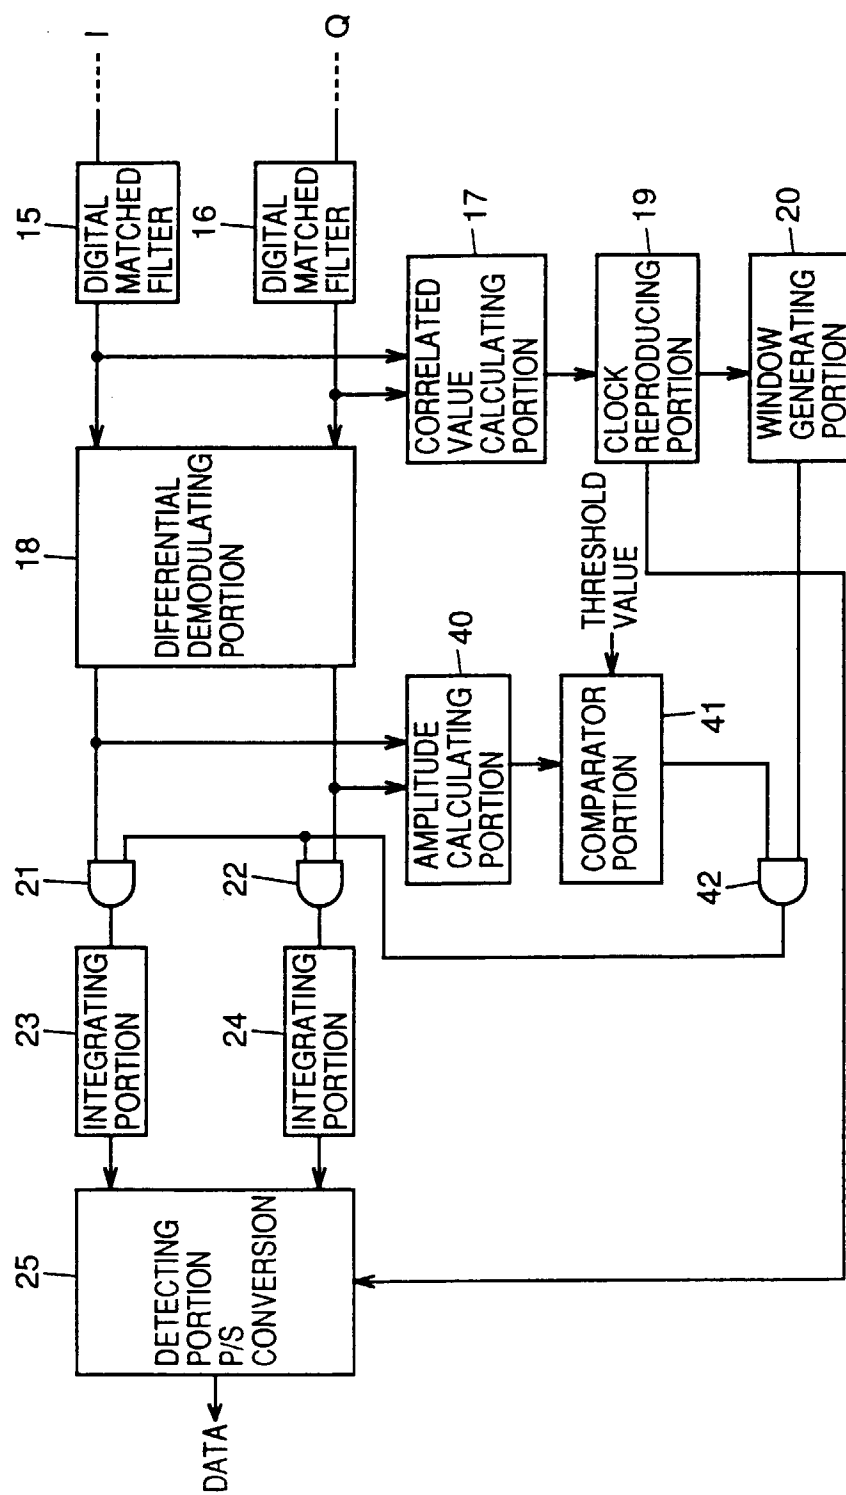 I
Q
15
DIGITAL
MATCHED
FILTER
16
DIGITAL
MATCHED
FILTER
17
CORRELATED
VALUE
CALCULATING
PORTION
19
CLOCK
REPRODUCING
PORTION
20
WINDOW
GENERATING
PORTION
18
DIFFERENTIAL
DEMODULATING
PORTION
THRESHOLD
VALUE
40
AMPLITUDE
CALCULATING
PORTION
41
COMPARATOR
PORTION
21
22
42
23
INTEGRATING
PORTION
24
INTEGRATING
PORTION
25
DETECTING
PORTION
P/S
CONVERSION
DATA